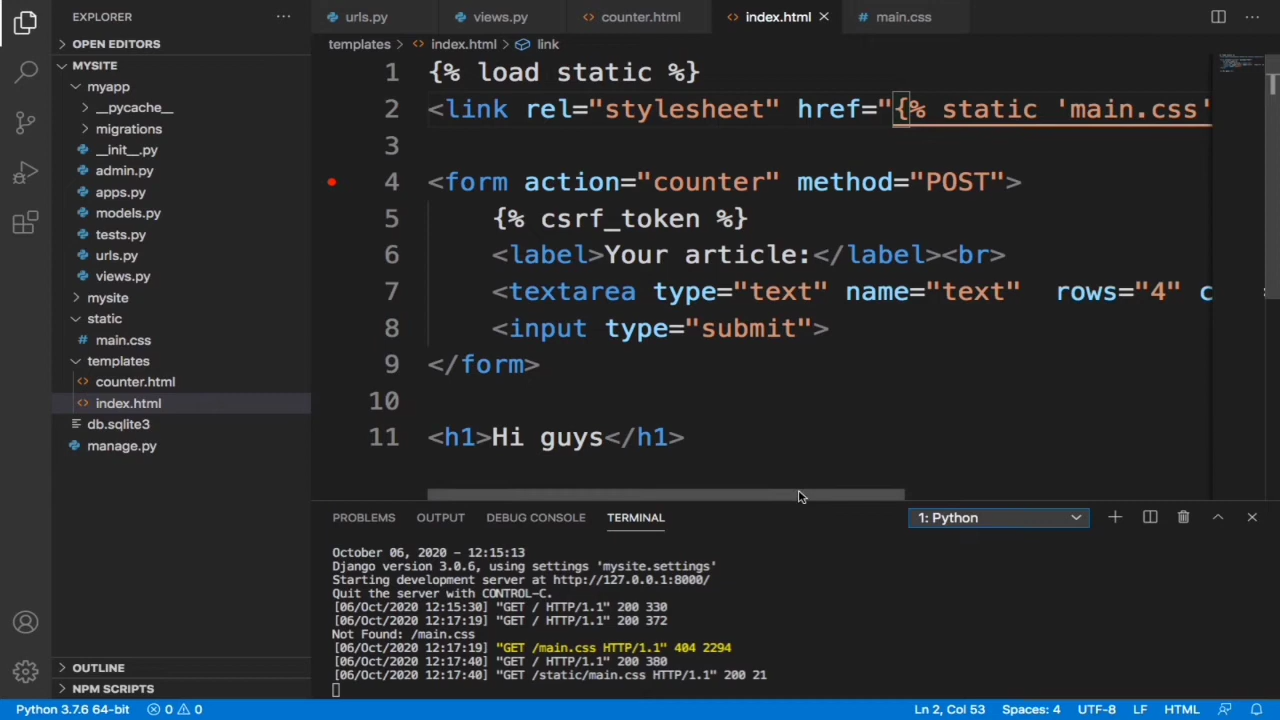 EXPLORER
urls.py
views.py
counter.html
index.html
main.css
OPEN EDITORS
templates > index.html > link
MYSITE
myapp
__pycache__
migrations
__init__.py
admin.py
apps.py
models.py
tests.py
urls.py
views.py
mysite
static
main.css
templates
counter.html
index.html
db.sqlite3
manage.py
OUTLINE
NPM SCRIPTS
1 {% load static %}
2 <link rel="stylesheet" href="{% static 'main.css'
3
4 <form action="counter" method="POST">
5 {% csrf_token %}
6 <label>Your article:</label><br>
7 <textarea type="text" name="text" rows="4" c
8 <input type="submit">
9 </form>
10
11 <h1>Hi guys</h1>
PROBLEMS OUTPUT DEBUG CONSOLE TERMINAL 1: Python
October 06, 2020 - 12:15:13
Django version 3.0.6, using settings 'mysite.settings'
Starting development server at http://127.0.0.1:8000/
Quit the server with CONTROL-C.
[06/Oct/2020 12:15:30] "GET / HTTP/1.1" 200 330
[06/Oct/2020 12:17:19] "GET / HTTP/1.1" 200 372
Not Found: /main.css
[06/Oct/2020 12:17:19] "GET /main.css HTTP/1.1" 404 2294
[06/Oct/2020 12:17:40] "GET / HTTP/1.1" 200 380
[06/Oct/2020 12:17:40] "GET /static/main.css HTTP/1.1" 200 21
Python 3.7.6 64-bit 0 0 Ln 2, Col 53 Spaces: 4 UTF-8 LF HTML